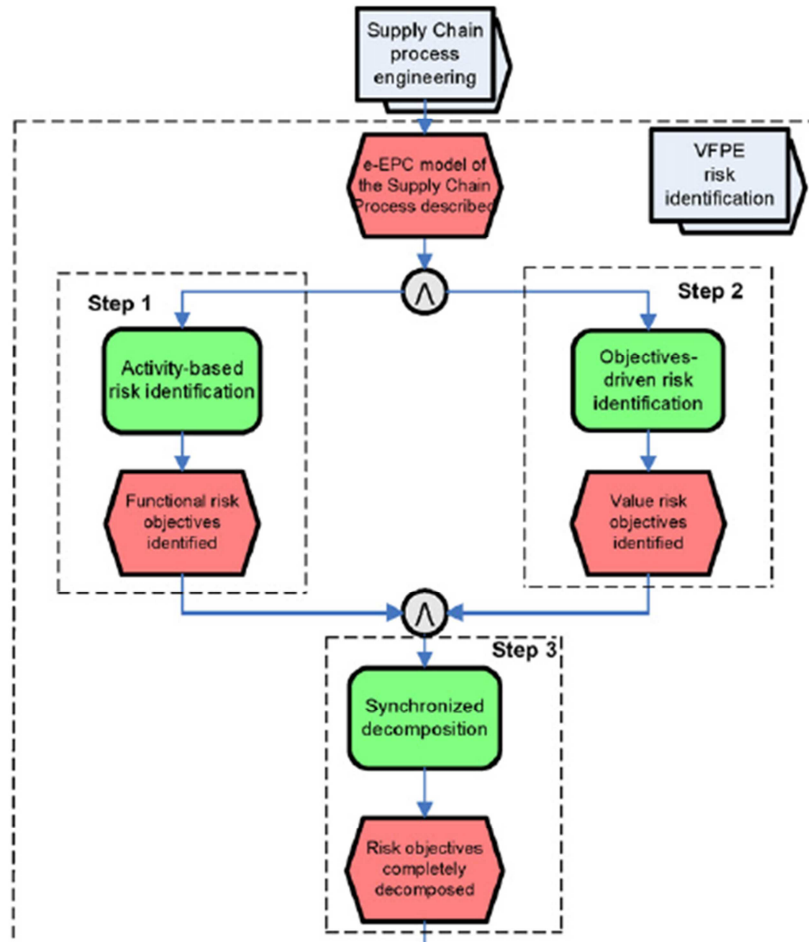 Supply Chain
process
engineering
VFPE
risk
identification
e-EPC model of
the Supply Chain
Process described
Step 1
Step 2
Activity-based
risk identification
Objectives-
driven risk
identification
Functional risk
objectives
identified
Value risk
objectives
identified
Step 3
Synchronized
decomposition
Risk objectives
completely
decomposed